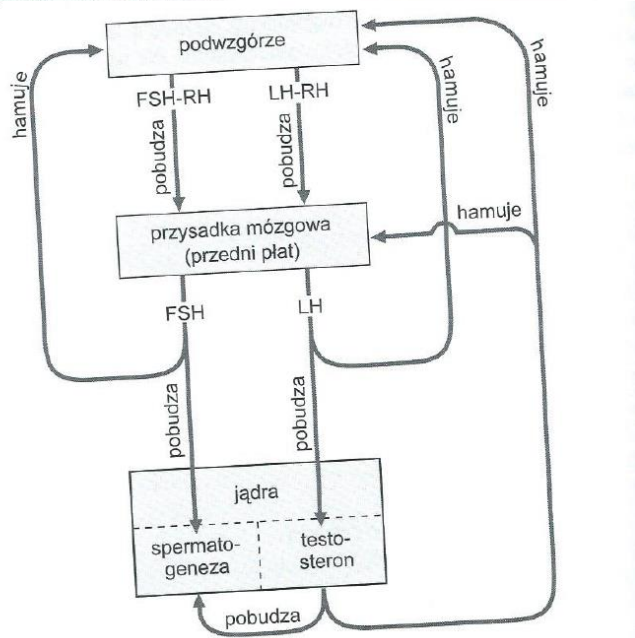 podwzgórze
hamuje
FSH-RH
LH-RH
hamuje
hamuje
pobudza
pobudza
przysadka mózgowa
(przedni płat)
hamuje
FSH
LH
pobudza
pobudza
jądra
spermato-
geneza
testo-
steron
pobudza